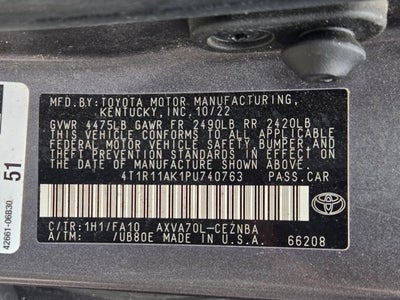 MFD.BY:TOYOTA MOTOR MANUFACTURING,
KENTUCKY, INC. 10/22
GVWR 4475LB GAWR FR 2490LB RR 2420LB
THIS VEHICLE CONFORMS TO ALL APPLICABLE
FEDERAL MOTOR VEHICLE SAFETY, BUMPER, AND
THEFT PREVENTION STANDARDS IN EFFECT ON
THE DATE OF MANUFACTURE SHOWN ABOVE.
4T1R11AK1PU740763 PASS.CAR
C/TR:1H1/FA10 AXVA70L-CEZNBA
A/TM: /UB80E MADE IN U.S.A.
66208
TOYOTA
42661-06B30
51